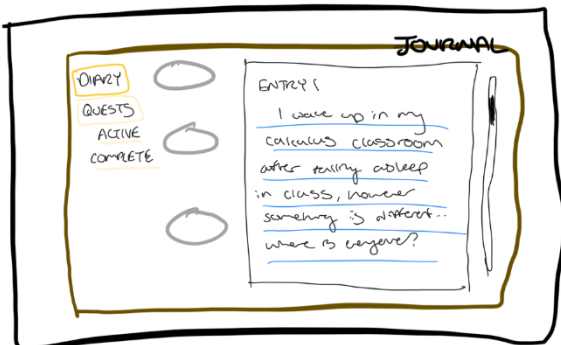 JOURNAL
DIARY
QUESTS
ACTIVE
COMPLETE
ENTRY 1
I wake up in my
calculus classroom
after falling asleep
in class, however
something is different..
where is everyone?